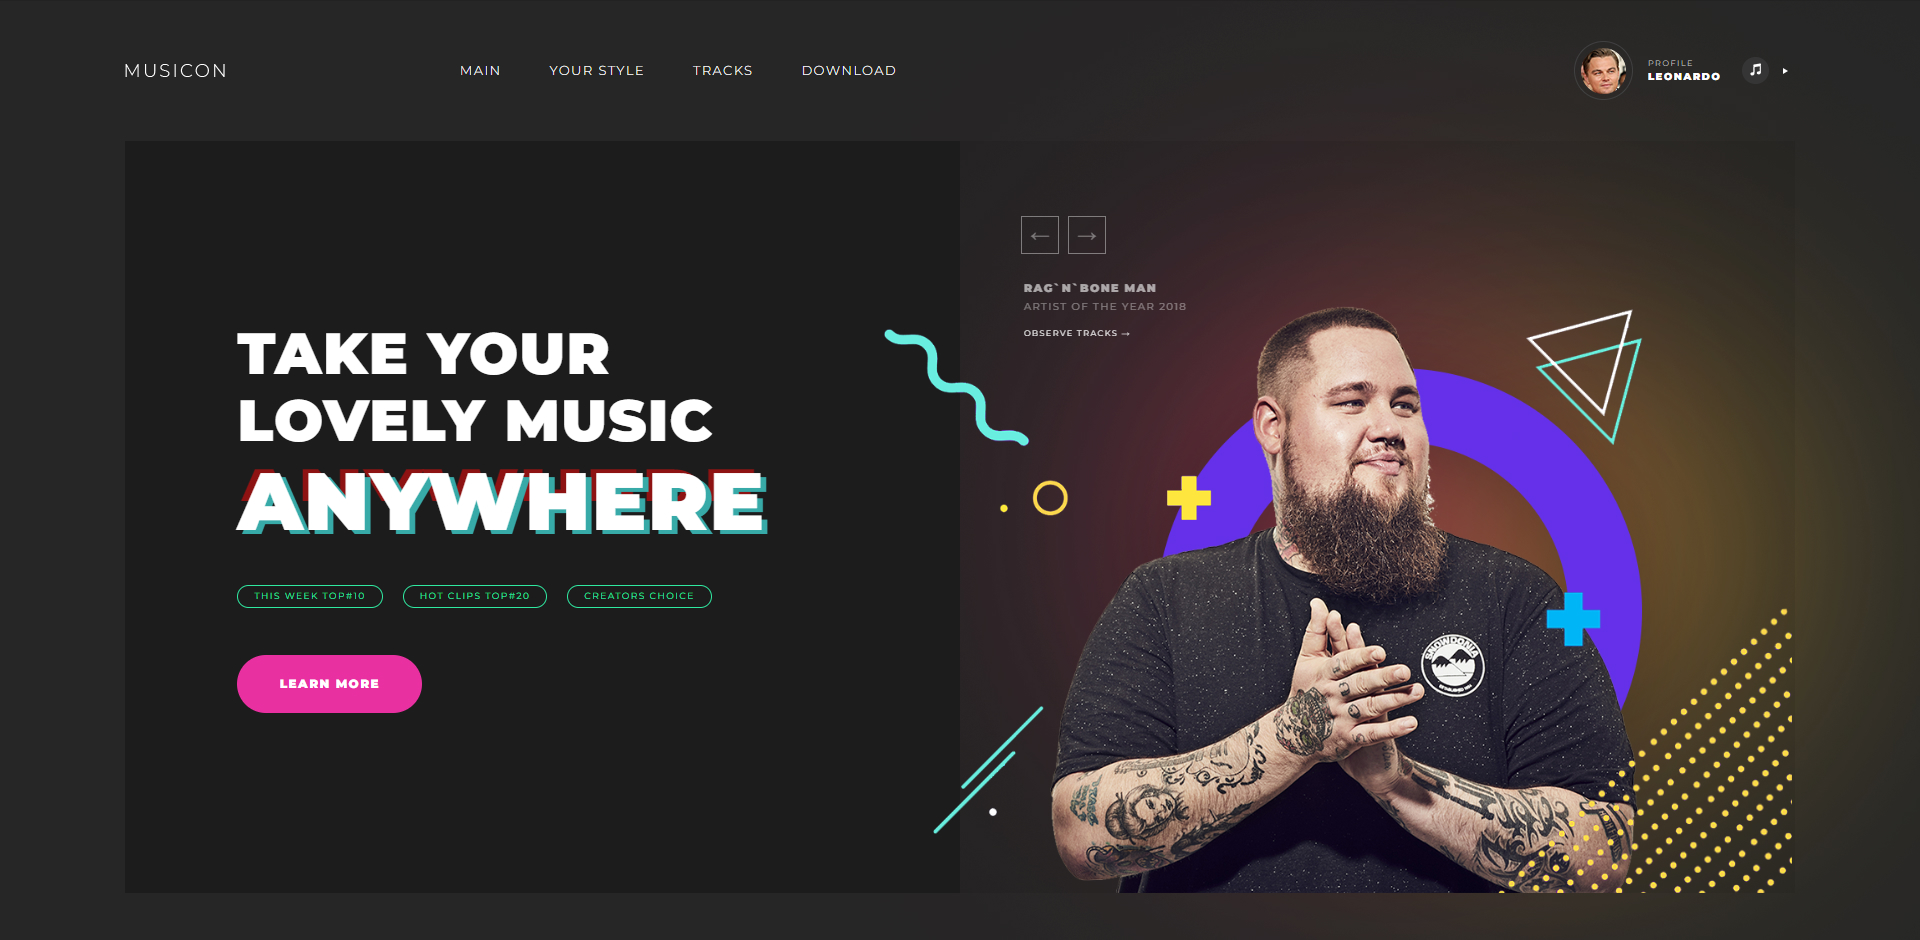 MUSICON
MAIN
YOUR STYLE
TRACKS
DOWNLOAD
PROFILE
LEONARDO
RAG`N`BONE MAN
ARTIST OF THE YEAR 2018
OBSERVE TRACKS →
TAKE YOUR
LOVELY MUSIC
ANYWHERE
THIS WEEK TOP#10
HOT CLIPS TOP#20
CREATORS CHOICE
LEARN MORE
SNOWDONIA